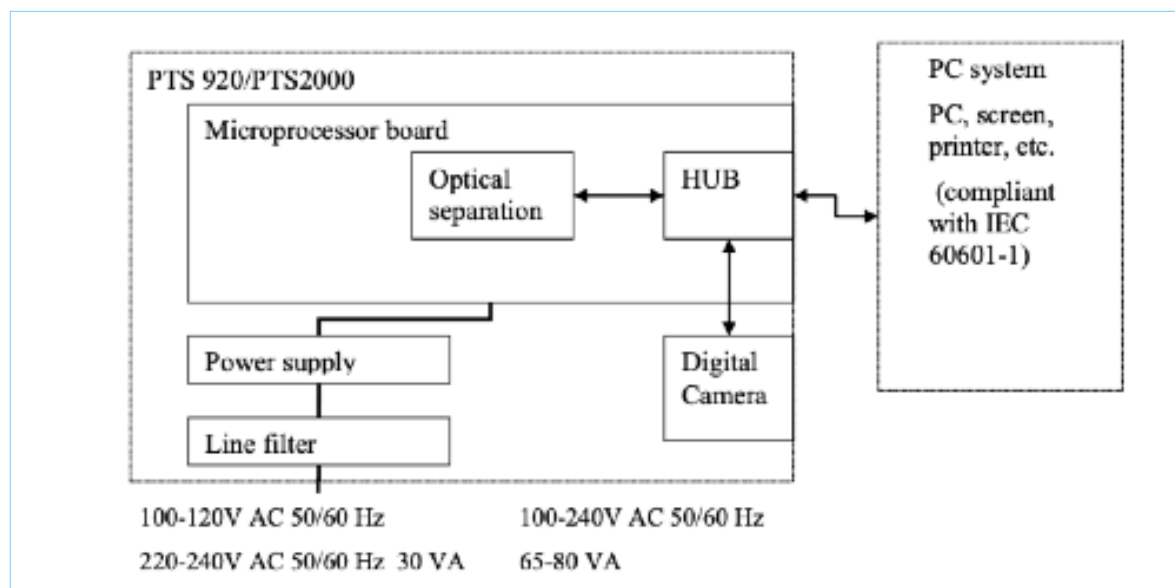 PTS 920/PTS2000
Microprocessor board
Optical
separation
HUB
PC system
PC, screen,
printer, etc.
(compliant
with IEC
60601-1)
Power supply
Digital
Camera
Line filter
100-120V AC 50/60 Hz
220-240V AC 50/60 Hz 30 VA
100-240V AC 50/60 Hz
65-80 VA